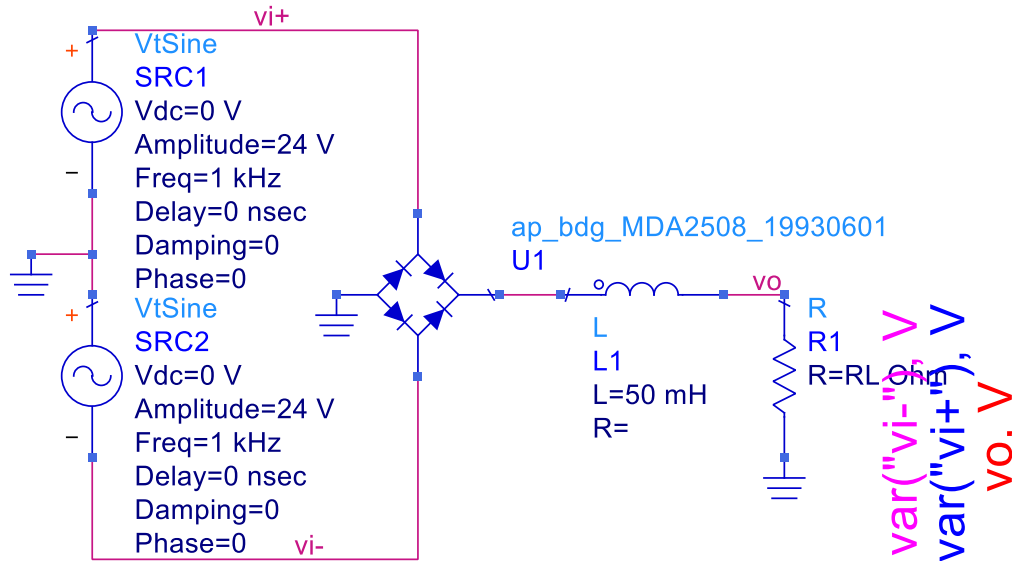 vi+
+
VtSine
SRC1
Vdc=0 V
Amplitude=24 V
–
Freq=1 kHz
Delay=0 nsec
Damping=0
Phase=0
+
VtSine
SRC2
Vdc=0 V
Amplitude=24 V
–
Freq=1 kHz
Delay=0 nsec
Damping=0
Phase=0
vi-
ap_bdg_MDA2508_19930601
U1
L
L1
L=50 mH
R=
vo
R
R1
R=RL Ohm
var("vi-"), V
var("vi+"), V
vo, V